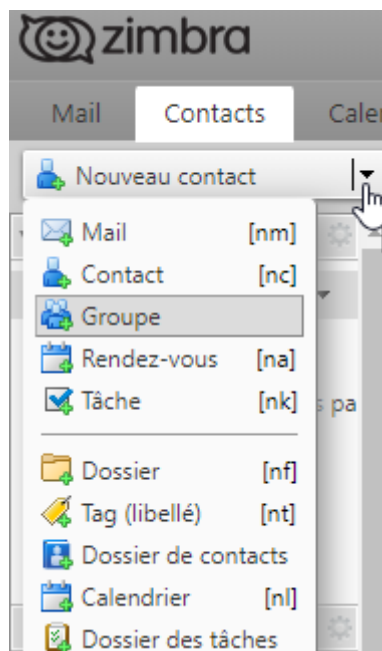 zimbra
Mail Contacts
Nouveau contact
Mail [nm]
Contact [nc]
Groupe
Rendez-vous [na]
Tâche [nk]
Dossier [nf]
Tag (libellé) [nt]
Dossier de contacts
Calendrier [nl]
Dossier des tâches